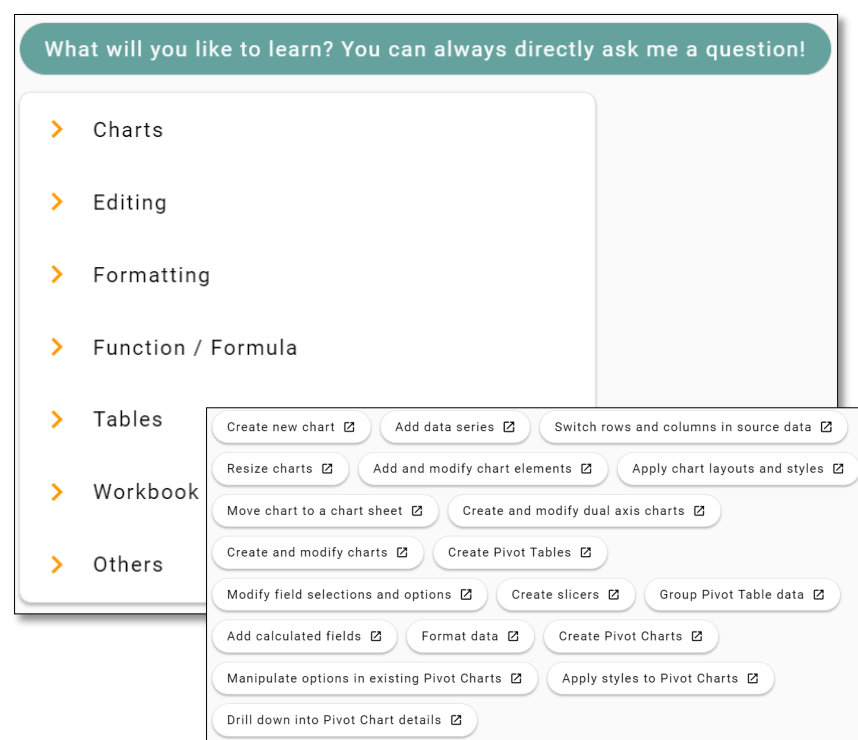 What will you like to learn? You can always directly ask me a question!
Charts
Editing
Formatting
Function / Formula
Tables
Workbook
Others
Create new chart
Add data series
Switch rows and columns in source data
Resize charts
Add and modify chart elements
Apply chart layouts and styles
Move chart to a chart sheet
Create and modify dual axis charts
Create and modify charts
Create Pivot Tables
Modify field selections and options
Create slicers
Group Pivot Table data
Add calculated fields
Format data
Create Pivot Charts
Manipulate options in existing Pivot Charts
Apply styles to Pivot Charts
Drill down into Pivot Chart details